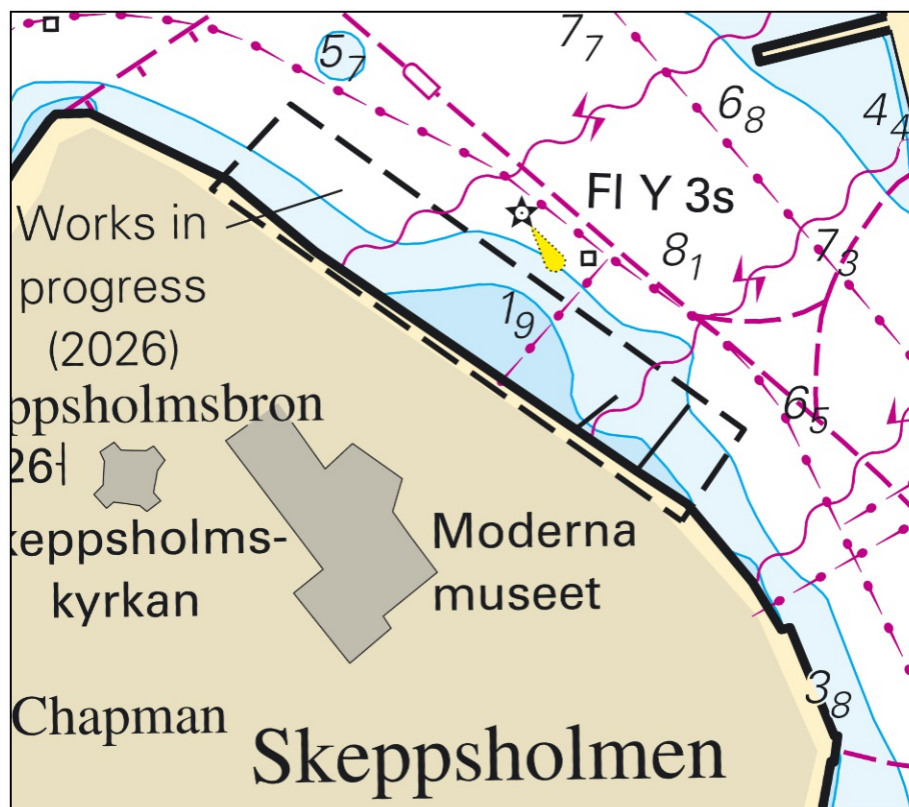 5₇
7₇
6₈
4₄
Fl Y 3s
8₁
7₃
1₉
6₅
3₈
Works in
progress
(2026)
ppsholmsbron
26
keppsholms-
kyrkan
Moderna
museet
Chapman
Skeppsholmen